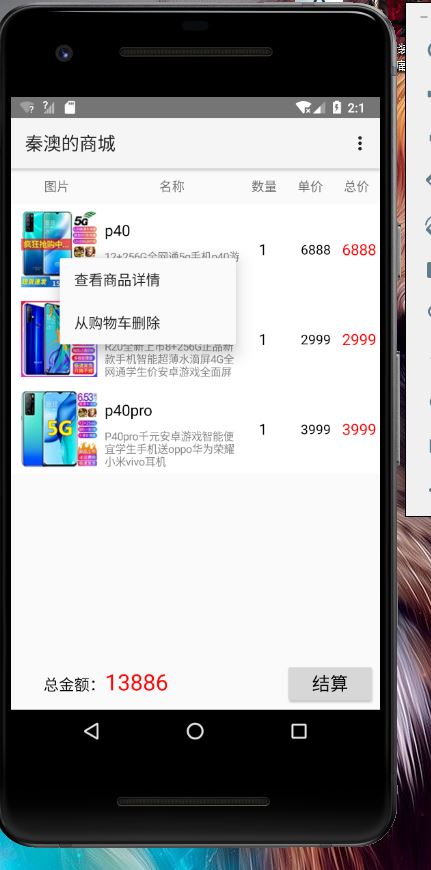 2:1
秦澳的商城
图片 名称 数量 单价 总价
p40
12+256G全网通5g手机p40游
1 6888 6888
5G
疯狂抢购中...
查看商品详情
从购物车删除
R20全新上市8+256G正品新
款手机智能超薄水滴屏4G全
网通学生价安卓游戏全面屏
1 2999 2999
p40pro
P40pro千元安卓游戏智能便
宜学生手机送oppo华为荣耀
小米vivo耳机
1 3999 3999
6.53
5G
总金额：13886
结算